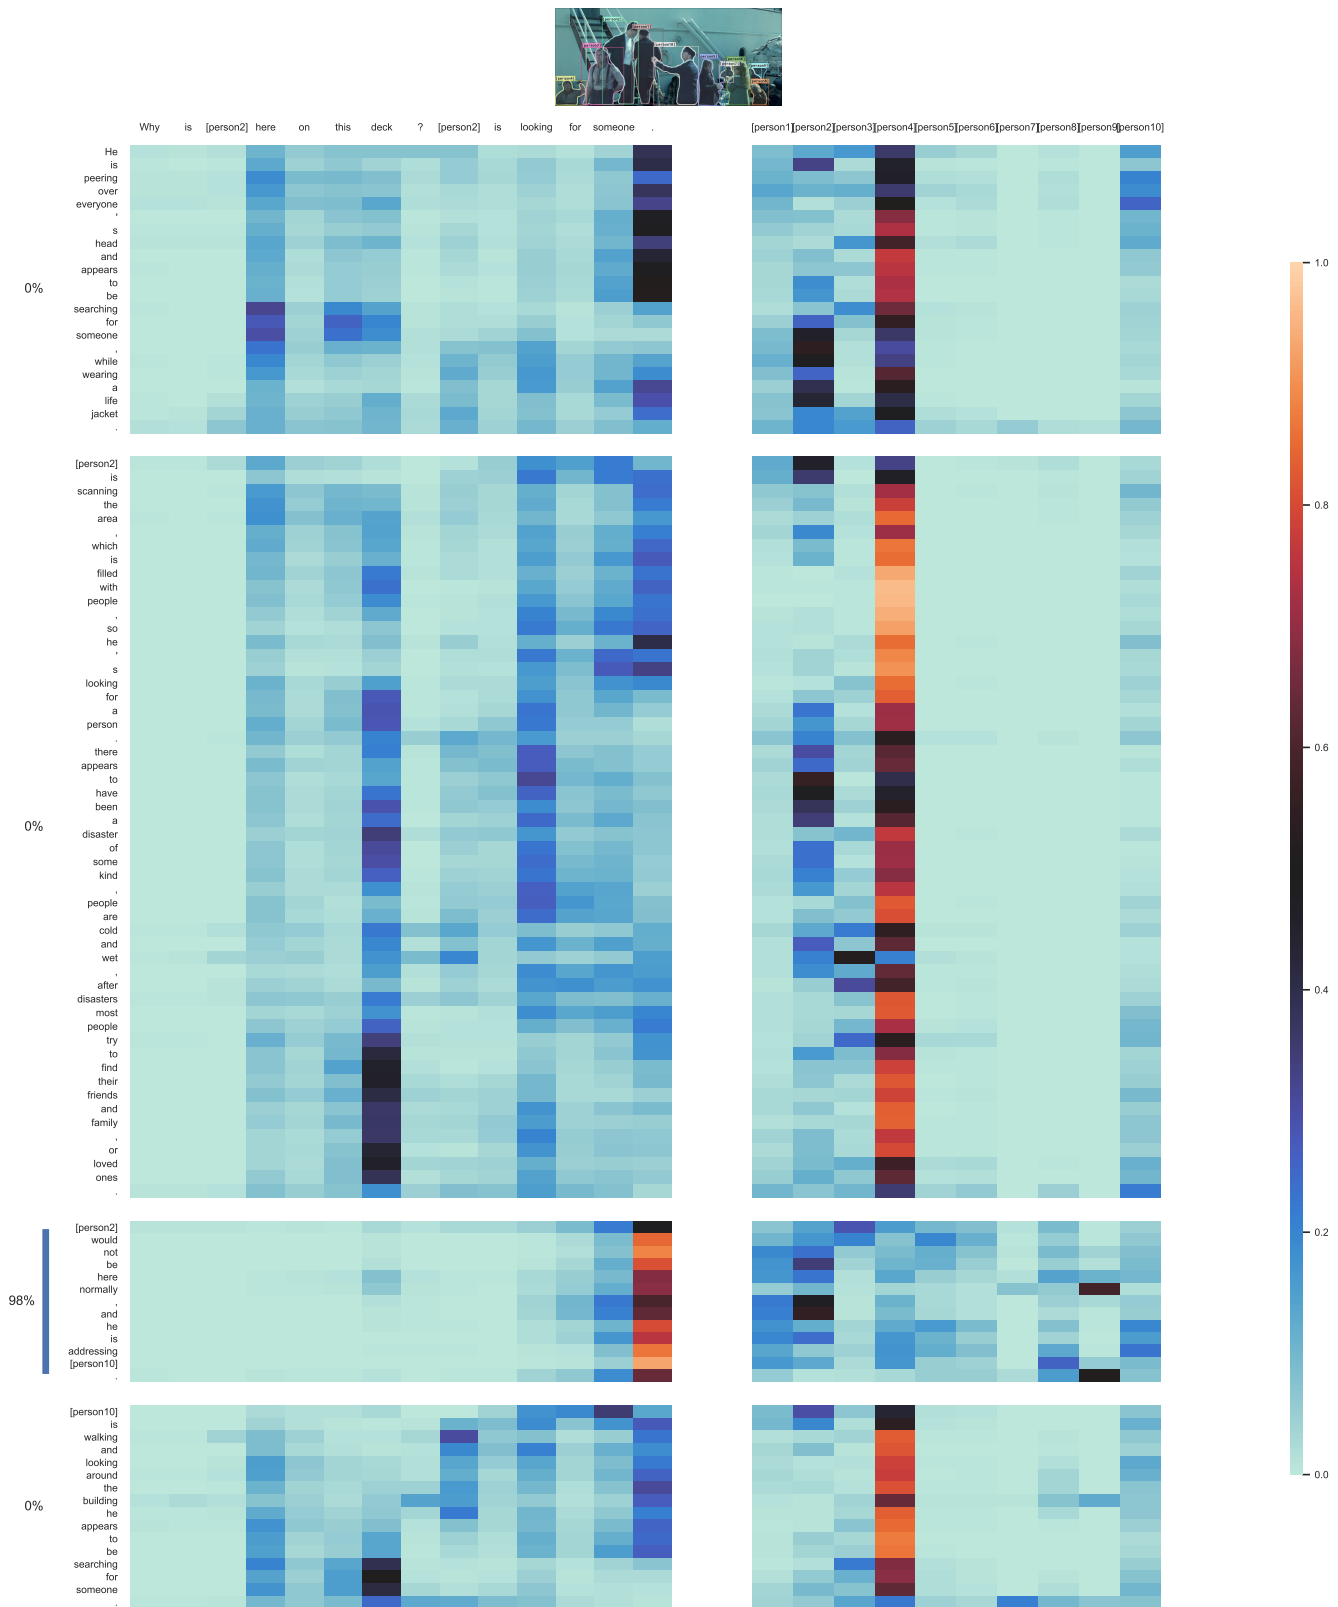 Why is [person2] here on this deck ? [person2] is looking for someone .
[person1] [person2] [person3] [person4] [person5] [person6] [person7] [person8] [person9] [person10]
He
is
peering
over
everyone
'
s
head
and
appears
to
be
searching
for
someone
,
while
wearing
a
life
jacket
.
0%
[person2]
is
scanning
the
area
,
which
is
filled
with
people
,
so
he
'
s
looking
for
a
person
.
there
appears
to
have
been
a
disaster
of
some
kind
,
people
are
cold
and
wet
,
after
disasters
most
people
try
to
find
their
friends
and
family
,
or
loved
ones
.
0%
[person2]
would
not
be
here
normally
,
and
he
is
addressing
[person10]
.
98%
[person10]
is
walking
and
looking
around
the
building
he
appears
to
be
searching
for
someone
.
0%
1.0
0.8
0.6
0.4
0.2
0.0